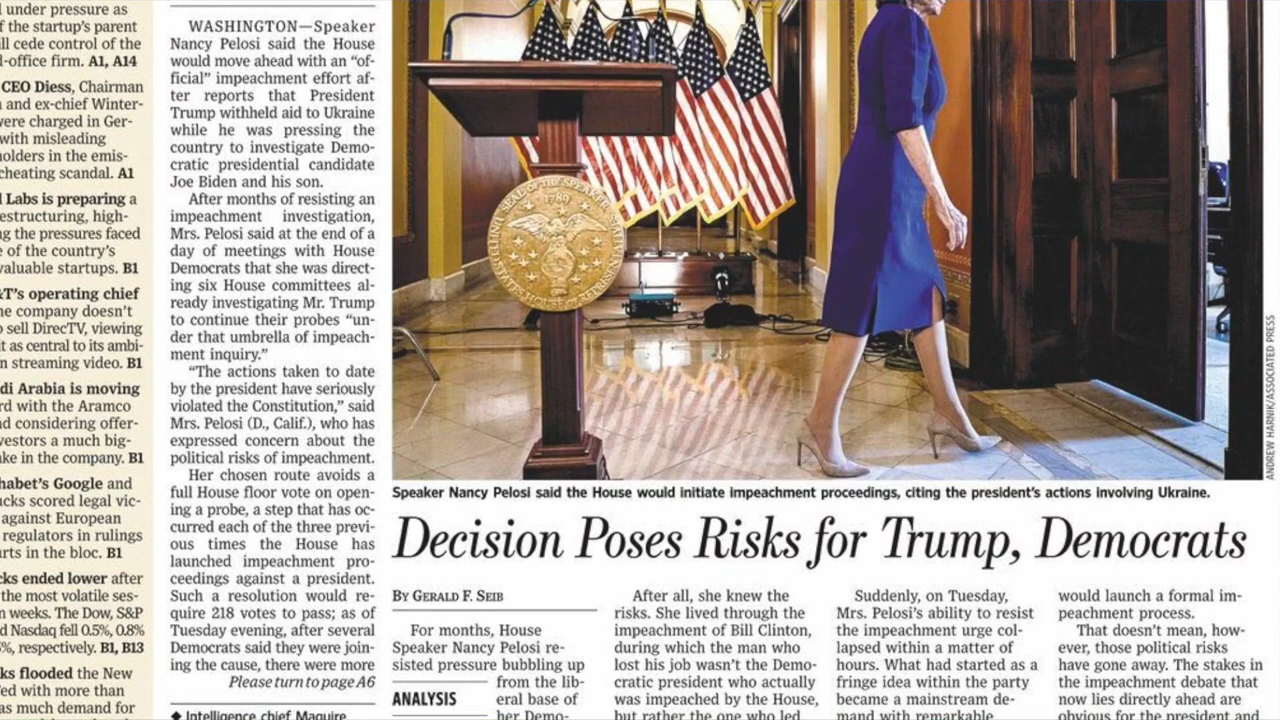 l under pressure as
f the startup's parent
ill cede control of the
d-office firm. A1, A14
CEO Diess, Chairman
and ex-chief Winter-
vere charged in Ger-
with misleading
holders in the emis-
cheating scandal. A1
l Labs is preparing a
estructuring, high-
ng the pressures faced
e of the country's
valuable startups. B1
&T's operating chief
he company doesn't
o sell DirecTV, viewing
it as central to its ambi-
n streaming video. B1
di Arabia is moving
rd with the Aramco
nd considering offer-
vestors a much big-
ake in the company. B1
habet's Google and
ucks scored legal vic-
against European
regulators in rulings
urts in the bloc. B1
cks ended lower after
the most volatile ses-
n weeks. The Dow, S&P
d Nasdaq fell 0.5%, 0.8%
5%, respectively. B1, B13
ks flooded the New
Fed with more than
as much demand for
WASHINGTON—Speaker
Nancy Pelosi said the House
would move ahead with an “of-
ficial” impeachment effort af-
ter reports that President
Trump withheld aid to Ukraine
while he was pressing the
country to investigate Demo-
cratic presidential candidate
Joe Biden and his son.
After months of resisting an
impeachment investigation,
Mrs. Pelosi said at the end of a
day of meetings with House
Democrats that she was direct-
ing six House committees al-
ready investigating Mr. Trump
to continue their probes “un-
der that umbrella of impeach-
ment inquiry.”
“The actions taken to date
by the president have seriously
violated the Constitution,” said
Mrs. Pelosi (D., Calif.), who has
expressed concern about the
political risks of impeachment.
Her chosen route avoids a
full House floor vote on open-
ing a probe, a step that has oc-
curred each of the three previ-
ous times the House has
launched impeachment pro-
ceedings against a president.
Such a resolution would re-
quire 218 votes to pass; as of
Tuesday evening, after several
Democrats said they were join-
ing the cause, there were more
Please turn to page A6
◆ Intelligence chief Maguire
1789
ANDREW HARNIK/ASSOCIATED PRESS
Speaker Nancy Pelosi said the House would initiate impeachment proceedings, citing the president's actions involving Ukraine.
Decision Poses Risks for Trump, Democrats
BY GERALD F. SEIB
For months, House
Speaker Nancy Pelosi re-
sisted pressure bubbling up
from the lib-
eral base of
her Demo-
ANALYSIS
After all, she knew the
risks. She lived through the
impeachment of Bill Clinton,
during which the man who
lost his job wasn't the Demo-
cratic president who actually
was impeached by the House,
but rather the one who led
Suddenly, on Tuesday,
Mrs. Pelosi's ability to resist
the impeachment urge col-
lapsed within a matter of
hours. What had started as a
fringe idea within the party
became a mainstream de-
mand with remarkable
would launch a formal im-
peachment process.
That doesn't mean, how-
ever, those political risks
have gone away. The stakes in
the impeachment debate that
now lies directly ahead are
obvious for the president and